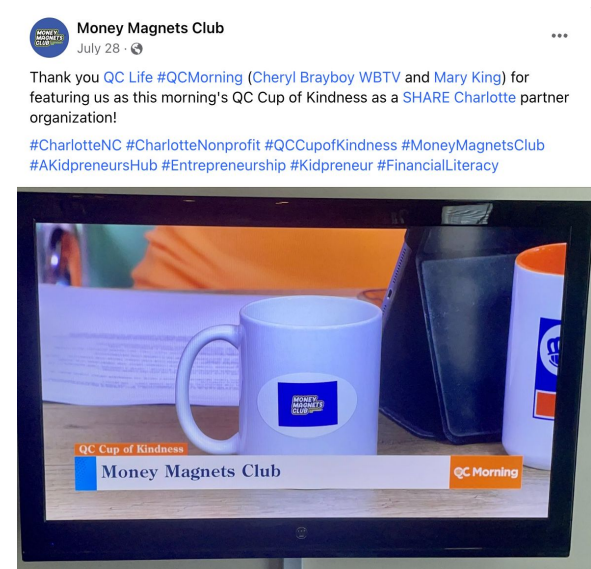 Money Magnets Club
July 28
Thank you QC Life #QCMorning (Cheryl Brayboy WBTV and Mary King) for
featuring us as this morning's QC Cup of Kindness as a SHARE Charlotte partner
organization!
#CharlotteNC #CharlotteNonprofit #QCCupofKindness #MoneyMagnetsClub
#AKidpreneursHub #Entrepreneurship #Kidpreneur #FinancialLiteracy
MONEY
MAGNETS
CLUB
QC Cup of Kindness
Money Magnets Club
QC Morning